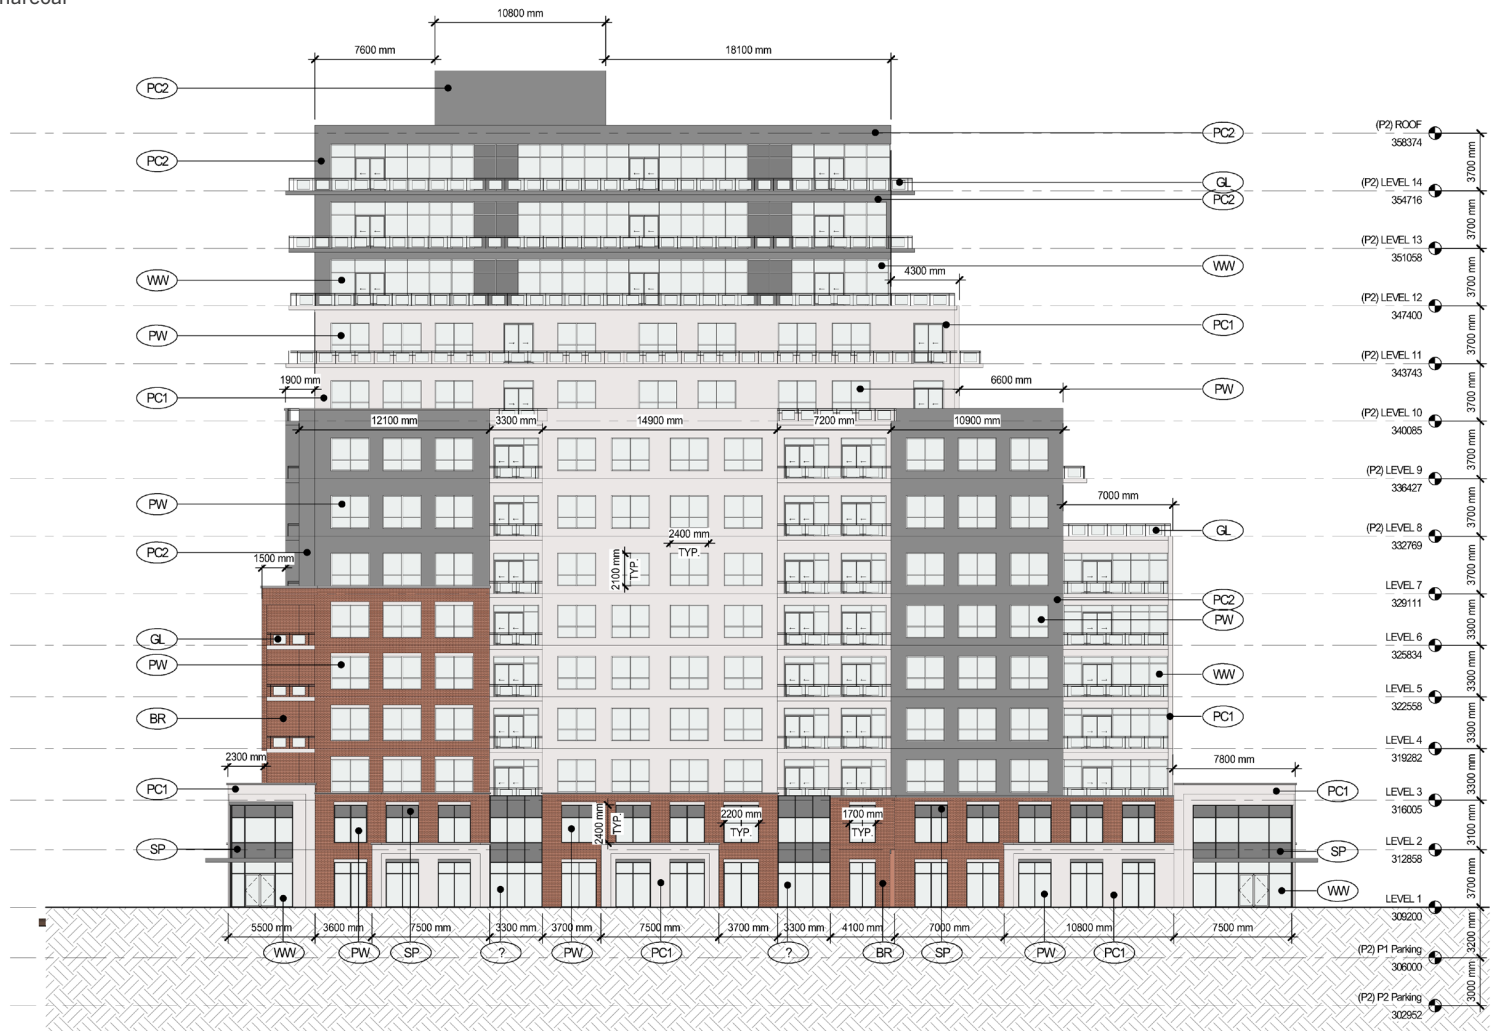 harcoal
10800 mm
7600 mm
18100 mm
PC2
PC2
(P2) ROOF
358374
PC2
3700 mm
GL
(P2) LEVEL 14
354716
PC2
3700 mm
(P2) LEVEL 13
351058
WW
WW
4300 mm
3700 mm
(P2) LEVEL 12
347400
PW
PC1
3700 mm
(P2) LEVEL 11
343743
1900 mm
6600 mm
PC1
PW
3700 mm
(P2) LEVEL 10
340085
12100 mm
3300 mm
14900 mm
7200 mm
10900 mm
3700 mm
(P2) LEVEL 9
336427
PW
7000 mm
3700 mm
GL
(P2) LEVEL 8
332769
2400 mm
TYP.
2100 mm
TYP.
PC2
1500 mm
3700 mm
LEVEL 7
329111
PC2
PW
3300 mm
GL
LEVEL 6
325834
PW
WW
3300 mm
LEVEL 5
322558
BR
PC1
3300 mm
LEVEL 4
319282
2300 mm
7800 mm
PC1
PC1
3300 mm
LEVEL 3
316005
2400 mm
TYP.
2200 mm
TYP.
1700 mm
TYP.
3100 mm
SP
SP
LEVEL 2
312858
WW
3700 mm
LEVEL 1
309200
5500 mm
3600 mm
7500 mm
3300 mm
3700 mm
7500 mm
3700 mm
3300 mm
4100 mm
7000 mm
10800 mm
7500 mm
3200 mm
WW
PW
SP
?
PW
PC1
?
BR
SP
PW
PC1
(P2) P1 Parking
306000
3000 mm
(P2) P2 Parking
302952